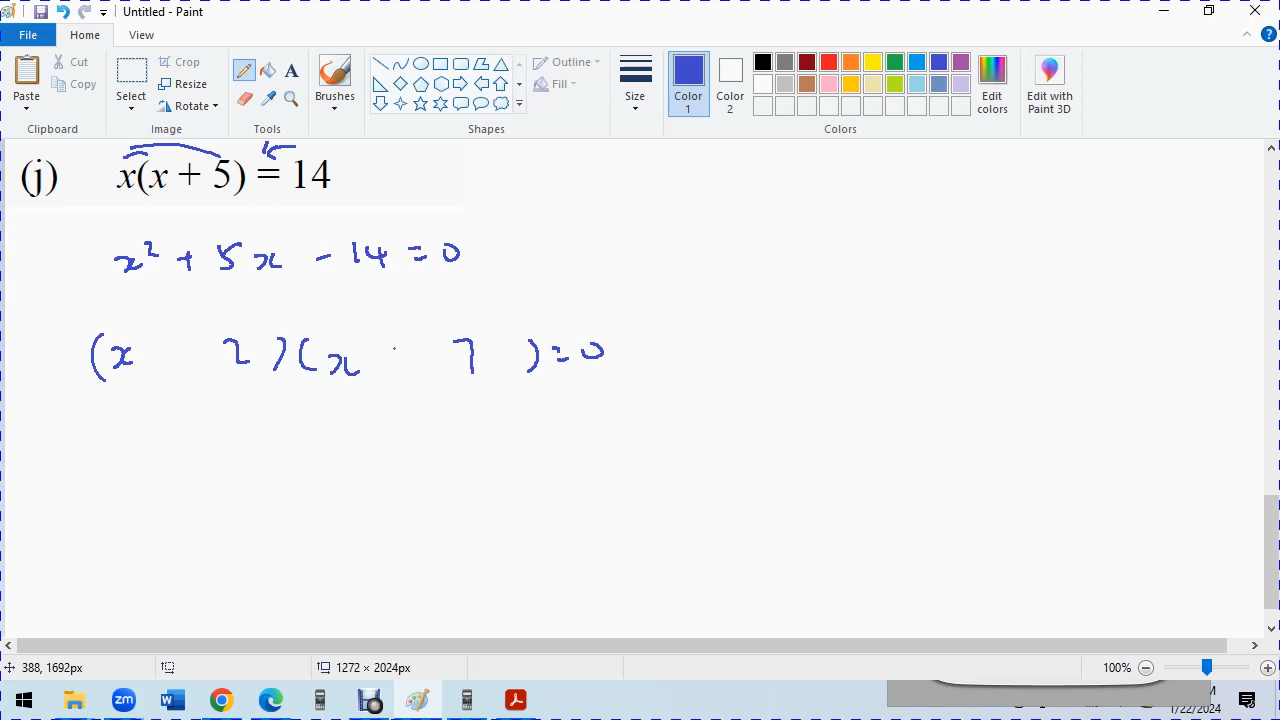 Untitled - Paint
File Home View
Paste Cut Copy Select Crop Resize Rotate Brushes Outline Fill Size Color 1 Color 2 Edit colors Edit with Paint 3D
Clipboard Image Tools Shapes Colors
(j) x(x + 5) = 14
x² + 5x - 14 = 0
(x 2)(x 7) = 0
388, 1692px 1272 × 2024px 100%
zm W M
1/22/2024